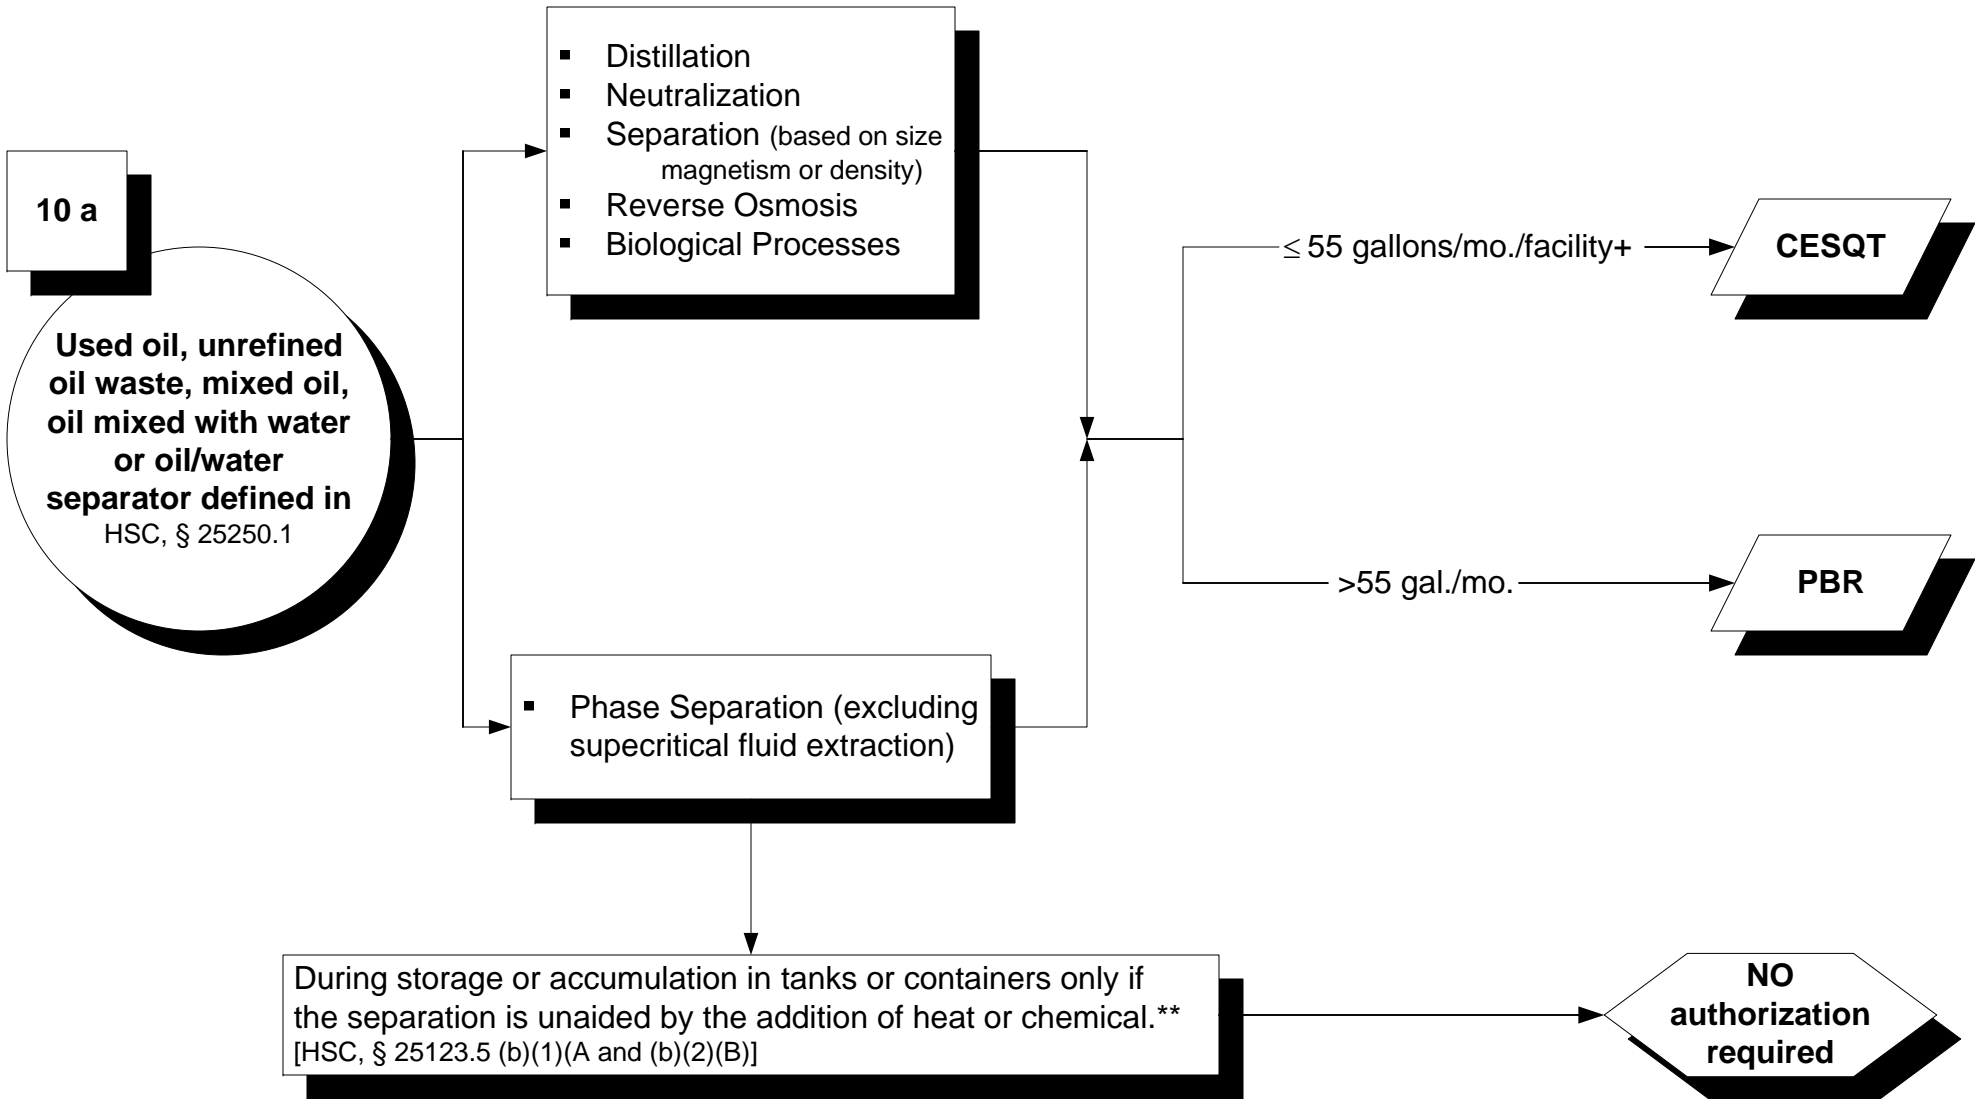 10 a
Used oil, unrefined
oil waste, mixed oil,
oil mixed with water
or oil/water
separator defined in
HSC, § 25250.1
▪ Distillation
▪ Neutralization
▪ Separation (based on size
magnetism or density)
▪ Reverse Osmosis
▪ Biological Processes
▪ Phase Separation (excluding
supecritical fluid extraction)
≤ 55 gallons/mo./facility+
CESQT
>55 gal./mo.
PBR
During storage or accumulation in tanks or containers only if
the separation is unaided by the addition of heat or chemical.**
[HSC, § 25123.5 (b)(1)(A and (b)(2)(B)]
NO
authorization
required